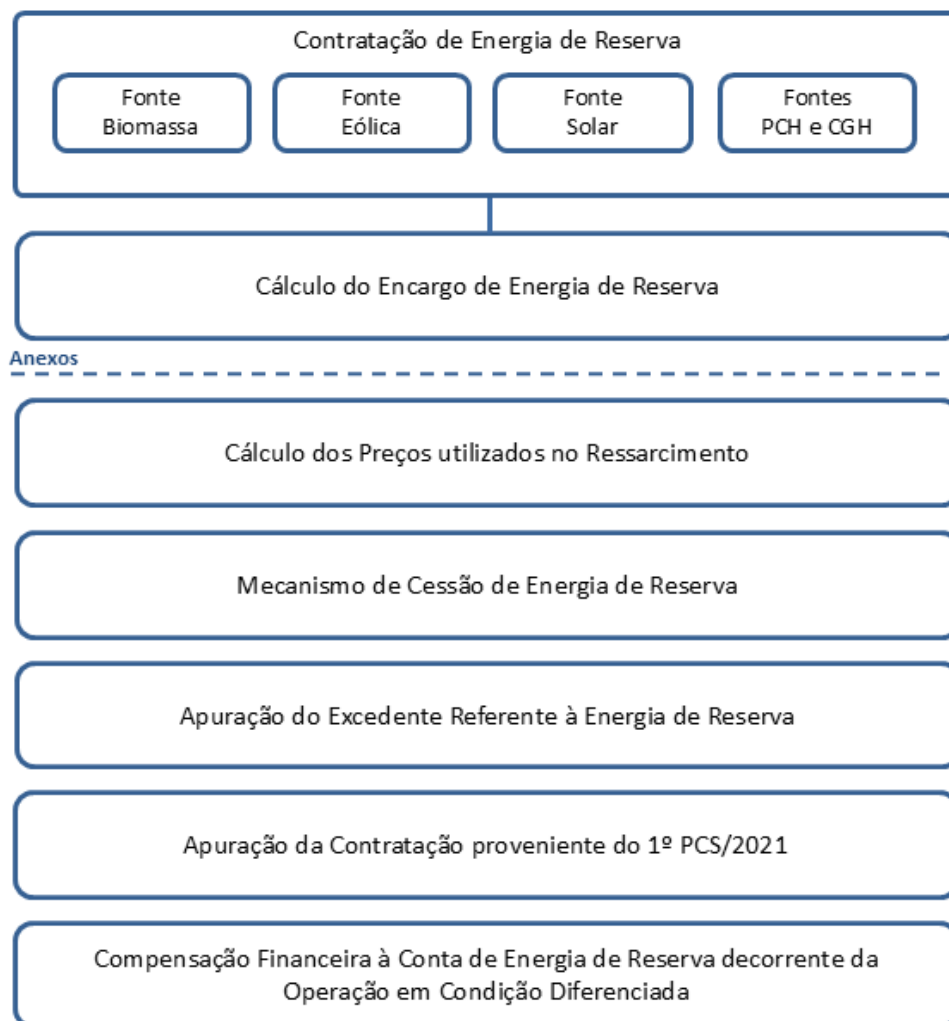 Contratação de Energia de Reserva
Fonte
Biomassa
Fonte
Eólica
Fonte
Solar
Fontes
PCH e CGH
Cálculo do Encargo de Energia de Reserva
Anexos
Cálculo dos Preços utilizados no Ressarcimento
Mecanismo de Cessão de Energia de Reserva
Apuração do Excedente Referente à Energia de Reserva
Apuração da Contratação proveniente do 1º PCS/2021
Compensação Financeira à Conta de Energia de Reserva decorrente da
Operação em Condição Diferenciada